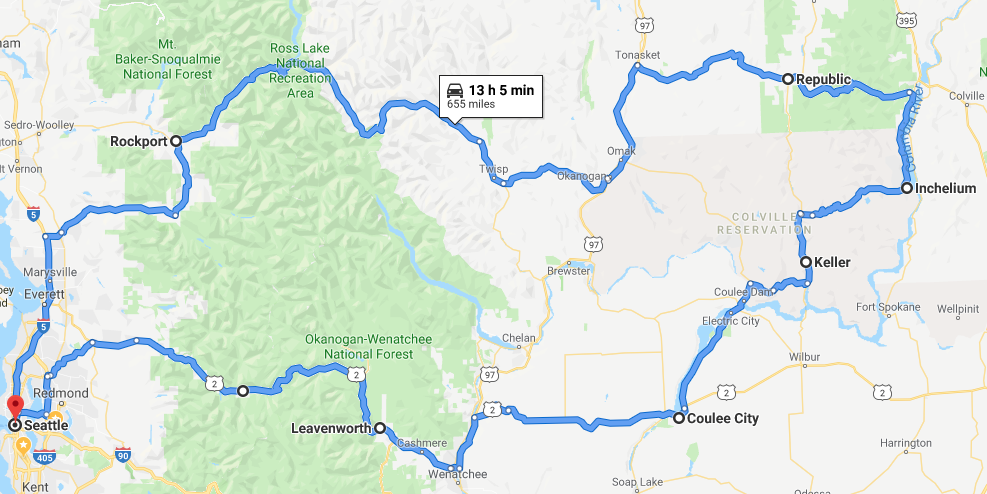 97
395
Tonasket
Mt.
Baker-Snoqualmie
National Forest
Ross Lake
National
Recreation
Area
Republic
13 h 5 min
655 miles
Colville
Columbia River
Sedro-Woolley
Rockport
Omak
Twisp
Okanogan
Inchelium
5
COLVILLE
RESERVATION
97
Keller
Brewster
Marysville
Everett
Coulee Dam
Electric City
Fort Spokane
Wellpinit
5
Okanogan-Wenatchee
National Forest
Chelan
Wilbur
2
2
97
2
2
Redmond
2
Seattle
Leavenworth
Coulee City
Cashmere
405
90
Harrington
Wenatchee
Soap Lake
Odessa
Kent